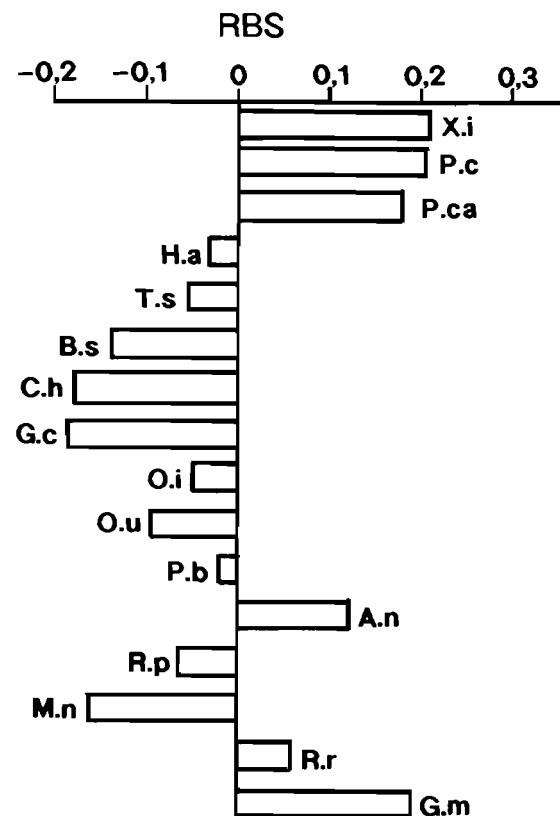 RBS
−0,2 −0,1 0 0,1 0,2 0,3
X.i
P.c
P.ca
H.a
T.s
B.s
C.h
G.c
O.i
O.u
P.b
A.n
R.p
M.n
R.r
G.m